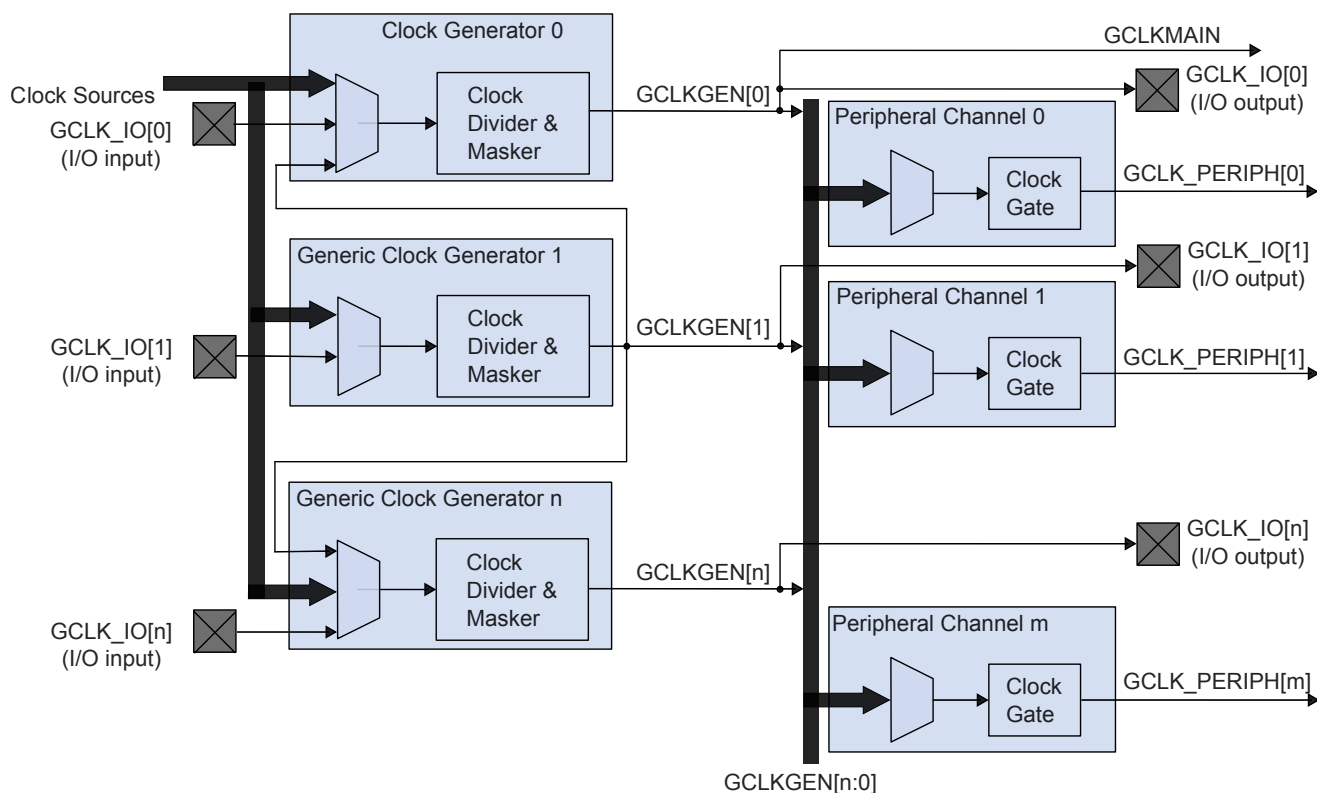 Clock Generator 0
Clock Sources
GCLK_IO[0]
(I/O input)
Clock
Divider &
Masker
GCLKGEN[0]
GCLKMAIN
GCLK_IO[0]
(I/O output)
Peripheral Channel 0
Clock
Gate
GCLK_PERIPH[0]
Generic Clock Generator 1
GCLK_IO[1]
(I/O input)
Clock
Divider &
Masker
GCLKGEN[1]
GCLK_IO[1]
(I/O output)
Peripheral Channel 1
Clock
Gate
GCLK_PERIPH[1]
Generic Clock Generator n
GCLK_IO[n]
(I/O input)
Clock
Divider &
Masker
GCLKGEN[n]
GCLK_IO[n]
(I/O output)
Peripheral Channel m
Clock
Gate
GCLK_PERIPH[m]
GCLKGEN[n:0]